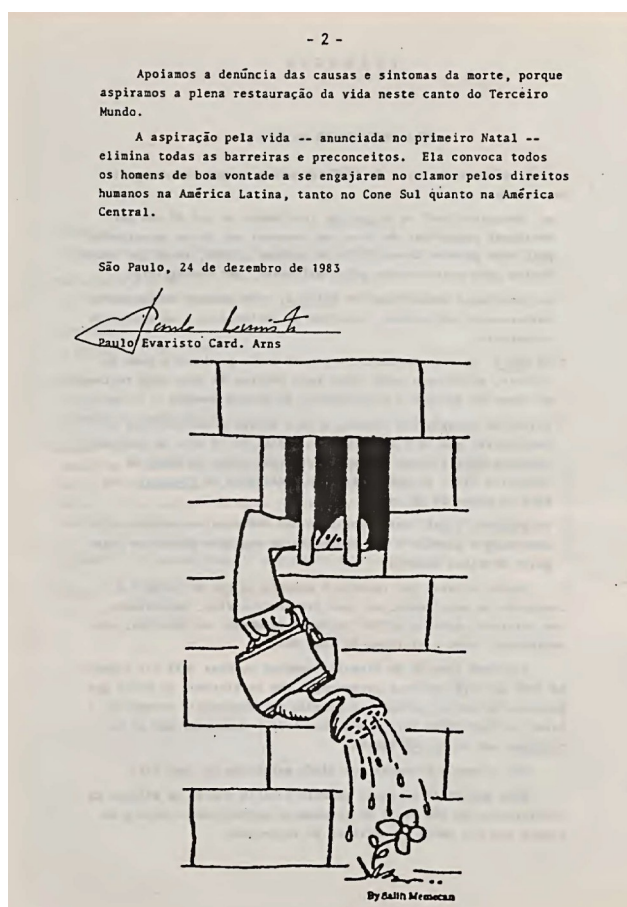 - 2 -
Apoiamos a denúncia das causas e sintomas da morte, porque
aspiramos a plena restauração da vida neste canto do Terceiro
Mundo.
A aspiração pela vida -- anunciada no primeiro Natal --
elimina todas as barreiras e preconceitos. Ela convoca todos
os homens de boa vontade a se engajarem no clamor pelos direitos
humanos na América Latina, tanto no Cone Sul quanto na América
Central.
São Paulo, 24 de dezembro de 1983
Paulo Evaristo Card. Arns
By Salih Memecan